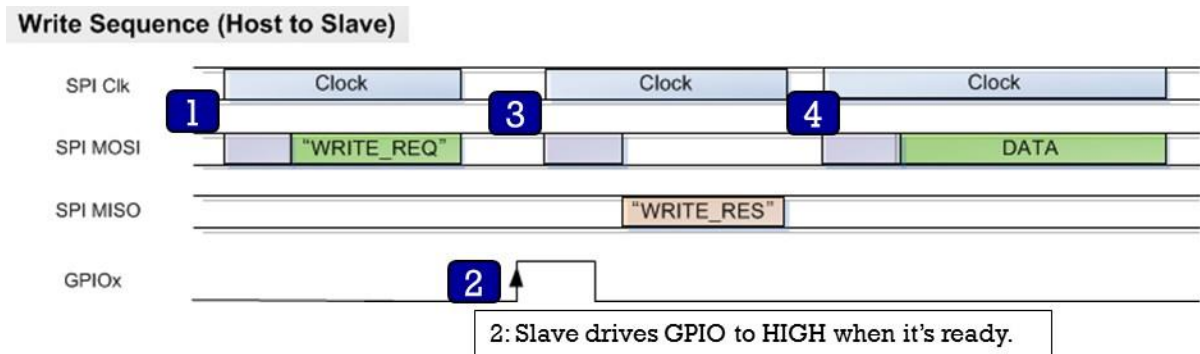 Write Sequence (Host to Slave)
SPI Clk
Clock
Clock
Clock
1
3
4
SPI MOSI
"WRITE_REQ"
DATA
SPI MISO
"WRITE_RES"
GPIOx
2
2: Slave drives GPIO to HIGH when it's ready.